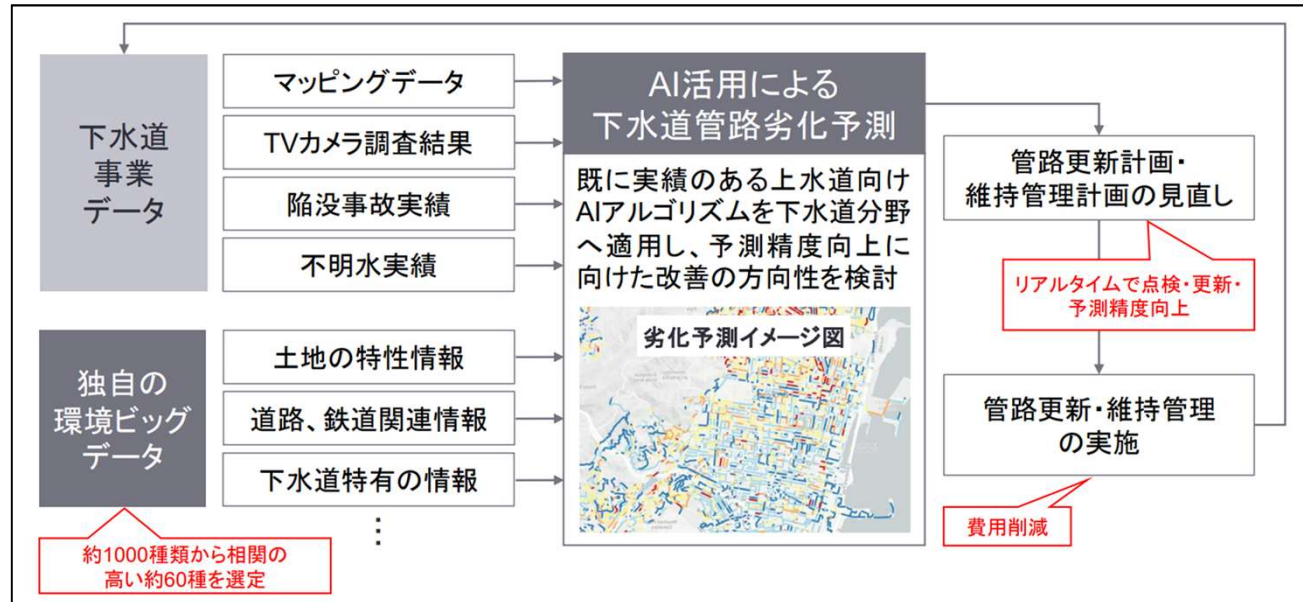 下水道
事業
データ
マッピングデータ
TVカメラ調査結果
陥没事故実績
不明水実績
独自の
環境ビッグ
データ
土地の特性情報
道路、鉄道関連情報
下水道特有の情報
⋮
約1000種類から相関の
高い約60種を選定
AI活用による
下水道管路劣化予測
既に実績のある上水道向け
AIアルゴリズムを下水道分野
へ適用し、予測精度向上に
向けた改善の方向性を検討
劣化予測イメージ図
管路更新計画・
維持管理計画の見直し
リアルタイムで点検・更新・
予測精度向上
管路更新・維持管理
の実施
費用削減